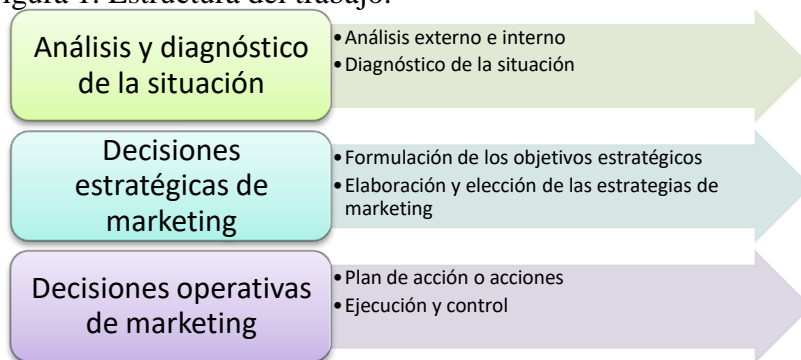 Figura 1. Estructura del trabajo.
Análisis y diagnóstico
de la situación
• Análisis externo e interno
• Diagnóstico de la situación
Decisiones
estratégicas de
marketing
• Formulación de los objetivos estratégicos
• Elaboración y elección de las estrategias de
marketing
Decisiones operativas
de marketing
• Plan de acción o acciones
• Ejecución y control